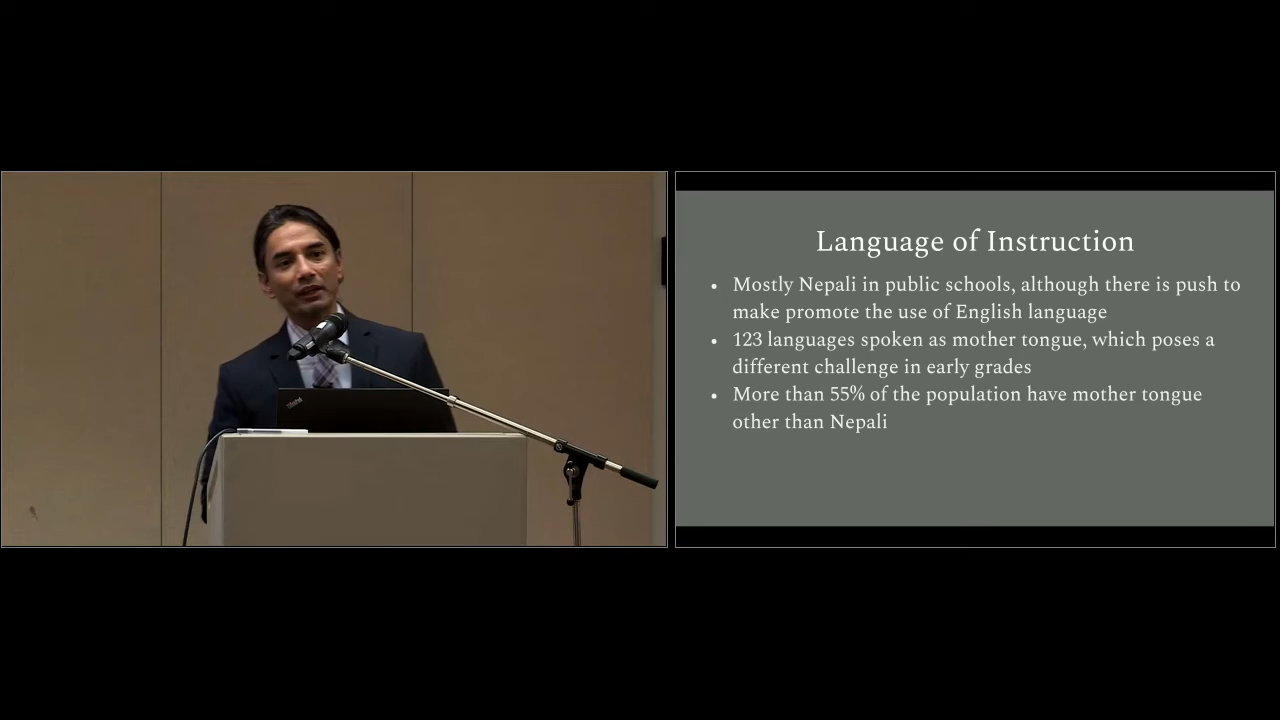 Language of Instruction
• Mostly Nepali in public schools, although there is push to
make promote the use of English language
• 123 languages spoken as mother tongue, which poses a
different challenge in early grades
• More than 55% of the population have mother tongue
other than Nepali